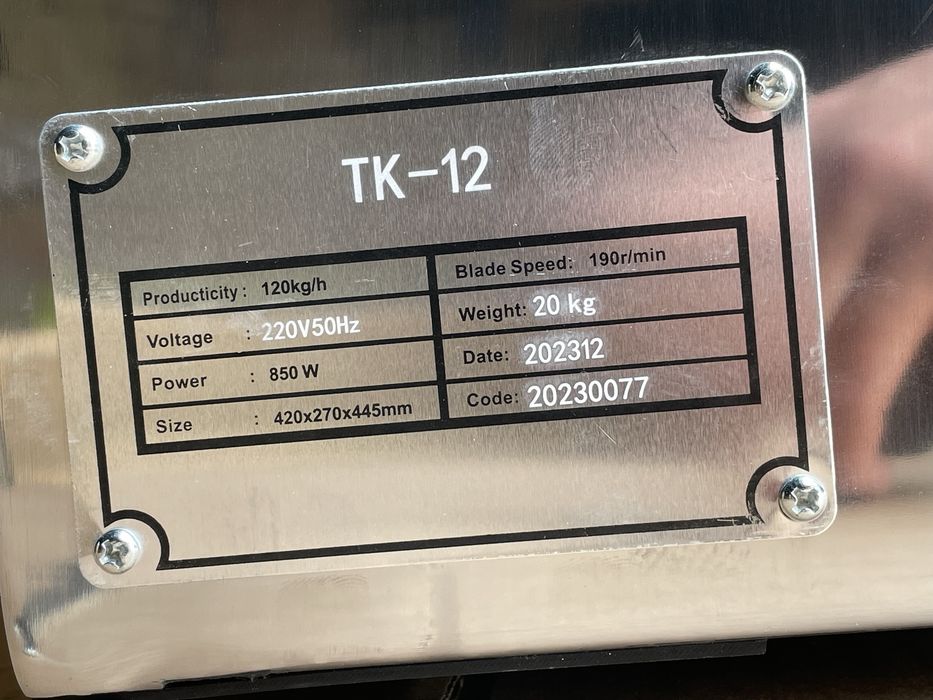 TK-12
Producticity : 120kg/h
Voltage : 220V50Hz
Power : 850 W
Size : 420x270x445mm
Blade Speed: 190r/min
Weight: 20 kg
Date: 202312
Code: 20230077